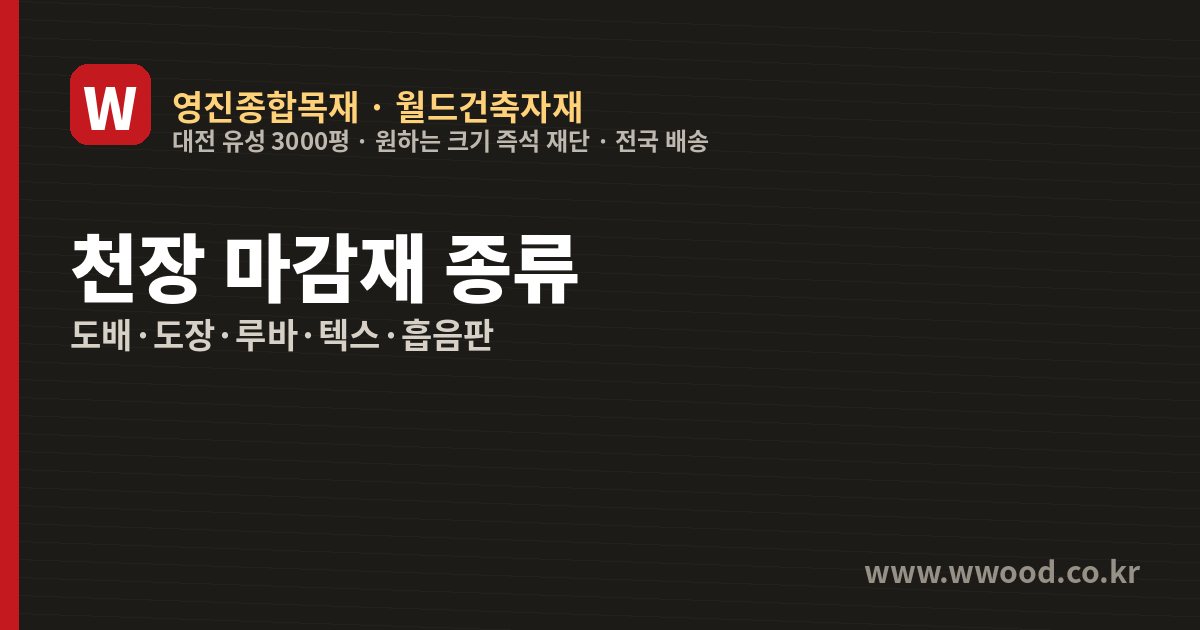 W
영진종합목재 · 월드건축자재
대전 유성 3000평 · 원하는 크기 즉석 재단 · 전국 배송
천장 마감재 종류
도배·도장·루바·텍스·흡음판
www.wwood.co.kr